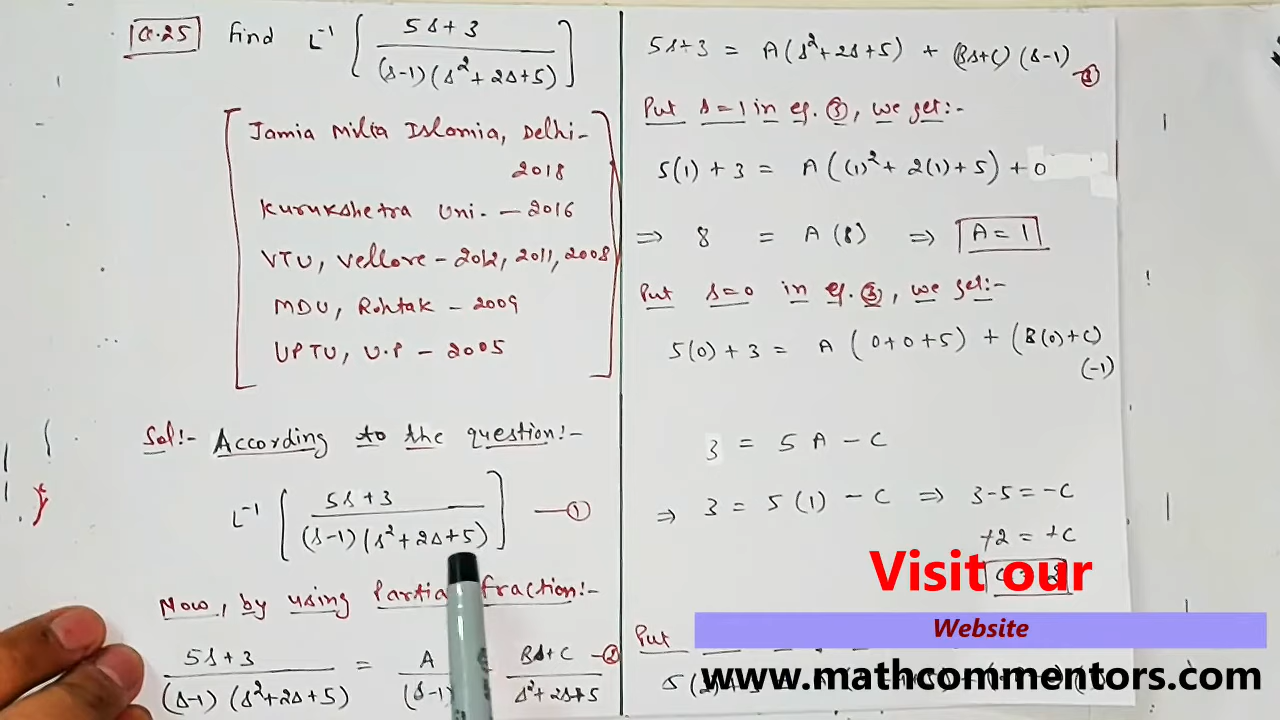 Q.25 Find L⁻¹ [ (5s+3) / ((s-1)(s²+2s+5)) ]
[ Jamia Milia Islamia, Delhi -
2018
Kurukshetra Uni. - 2016
VTU, Vellore - 2012, 2011, 2008
MDU, Rohtak - 2009
UPTU, U.P - 2005 ]
Sol:- According to the question:-
L⁻¹ [ (5s+3) / ((s-1)(s²+2s+5)) ] — ①
Now, by using Partial fraction:-
(5s+3) / ((s-1)(s²+2s+5)) = A / (s-1) (Bs+C) / (s²+2s+5) — ②
5s+3 = A(s²+2s+5) + (Bs+C)(s-1) — ③
Put s=1 in eq. ③, we get:-
5(1)+3 = A((1)²+2(1)+5)+0
⇒ 8 = A(8) ⇒ A=1
Put s=0 in eq. ③, we get:-
5(0)+3 = A(0+0+5) + (B(0)+C)
(-1)
3 = 5A - C
⇒ 3 = 5(1) - C ⇒ 3-5=-C
+2 = +C
Visit our
Website
Put
www.mathcommentors.com